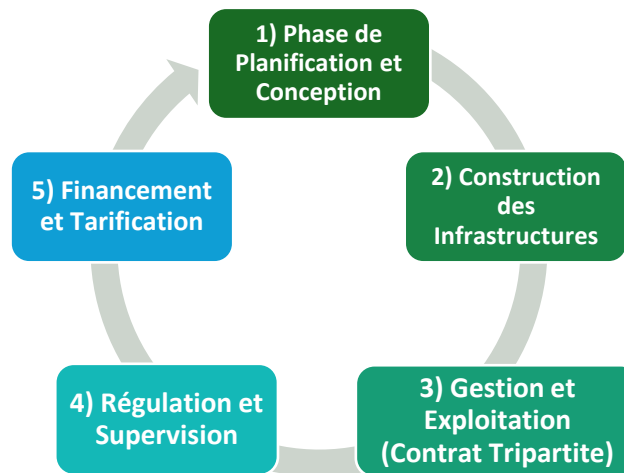 1) Phase de
Planification et
Conception
2) Construction
des
Infrastructures
3) Gestion et
Exploitation
(Contrat Tripartite)
4) Régulation et
Supervision
5) Financement
et Tarification